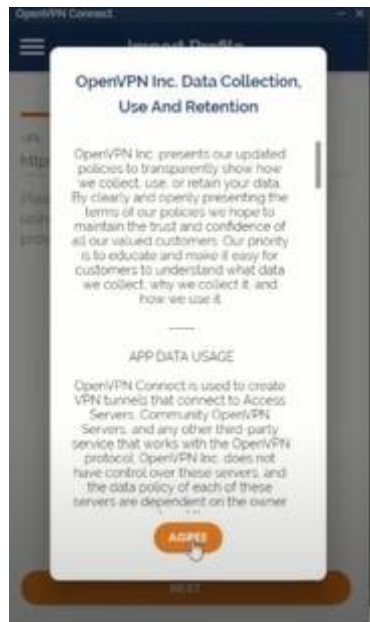 OpenVPN Connect
Import Profile
OpenVPN Inc. Data Collection,
Use And Retention
OpenVPN Inc. presents our updated
policies to transparently show how
we collect, use, or retain your data.
By clearly and openly presenting the
terms of our policies we hope to
maintain the trust and confidence of
all our valued customers. Our priority
is to educate and make it easy for
customers to understand what data
we collect, why we collect it, and
how we use it.
-----
APP DATA USAGE
OpenVPN Connect is used to create
VPN tunnels that connect to Access
Servers, Community OpenVPN
Servers, and any other third-party
service that works with the OpenVPN
protocol. OpenVPN Inc. does not
have control over these servers, and
the data policy of each of these
servers are dependent on the owner
AGREE
NEXT